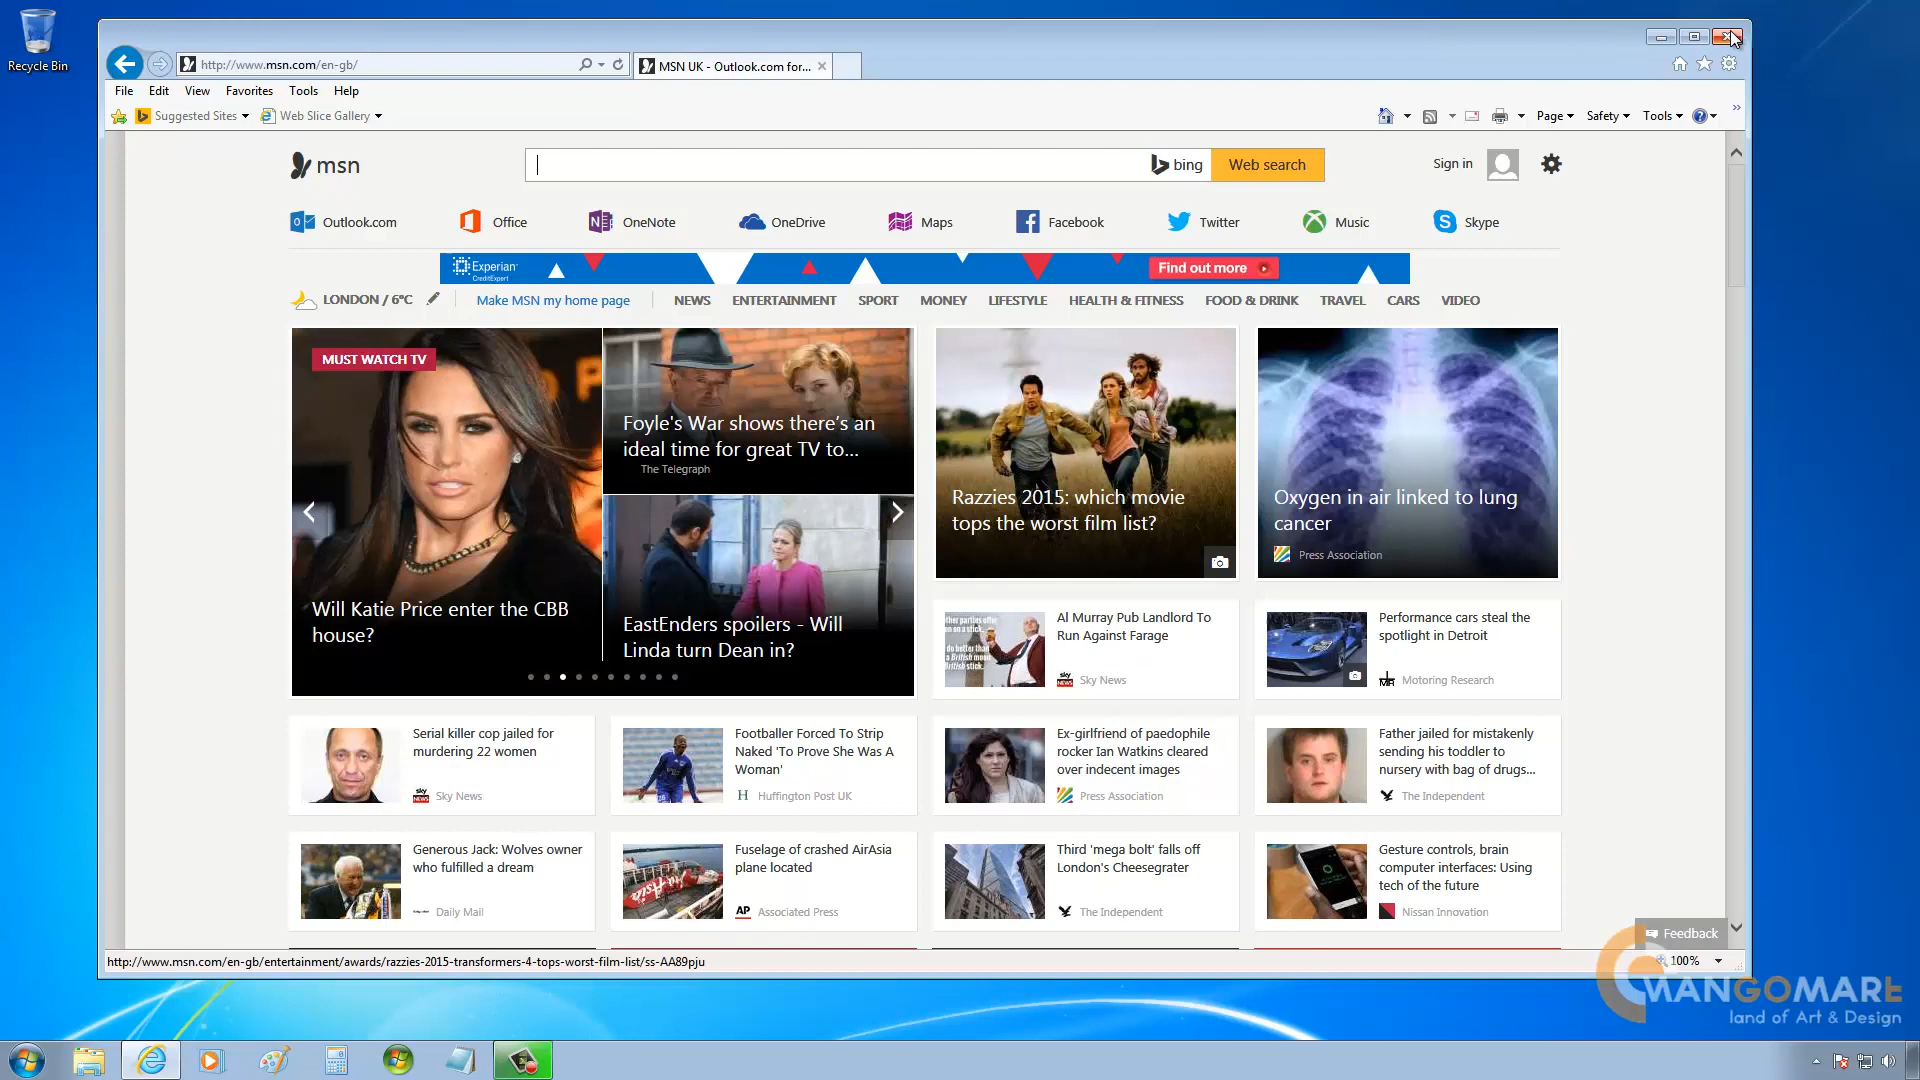 Recycle Bin
http://www.msn.com/en-gb/
MSN UK - Outlook.com for...
File Edit View Favorites Tools Help
Suggested Sites Web Slice Gallery
Page Safety Tools
msn
bing
Web search
Sign in
Outlook.com Office OneNote OneDrive Maps Facebook Twitter Music Skype
Experian
CreditExpert
Find out more
LONDON / 6°C
Make MSN my home page
NEWS ENTERTAINMENT SPORT MONEY LIFESTYLE HEALTH & FITNESS FOOD & DRINK TRAVEL CARS VIDEO
MUST WATCH TV
Will Katie Price enter the CBB
house?
Foyle's War shows there's an
ideal time for great TV to...
The Telegraph
EastEnders spoilers - Will
Linda turn Dean in?
Razzies 2015: which movie
tops the worst film list?
Oxygen in air linked to lung
cancer
Press Association
Al Murray Pub Landlord To
Run Against Farage
Sky News
Performance cars steal the
spotlight in Detroit
Motoring Research
Serial killer cop jailed for
murdering 22 women
Sky News
Footballer Forced To Strip
Naked 'To Prove She Was A
Woman'
Huffington Post UK
Ex-girlfriend of paedophile
rocker Ian Watkins cleared
over indecent images
Press Association
Father jailed for mistakenly
sending his toddler to
nursery with bag of drugs...
The Independent
Generous Jack: Wolves owner
who fulfilled a dream
Daily Mail
Fuselage of crashed AirAsia
plane located
AP Associated Press
Third 'mega bolt' falls off
London's Cheesegrater
The Independent
Gesture controls, brain
computer interfaces: Using
tech of the future
Nissan Innovation
Feedback
http://www.msn.com/en-gb/entertainment/awards/razzies-2015-transformers-4-tops-worst-film-list/ss-AA89pju
100%
MANGOMARE
land of Art & Design